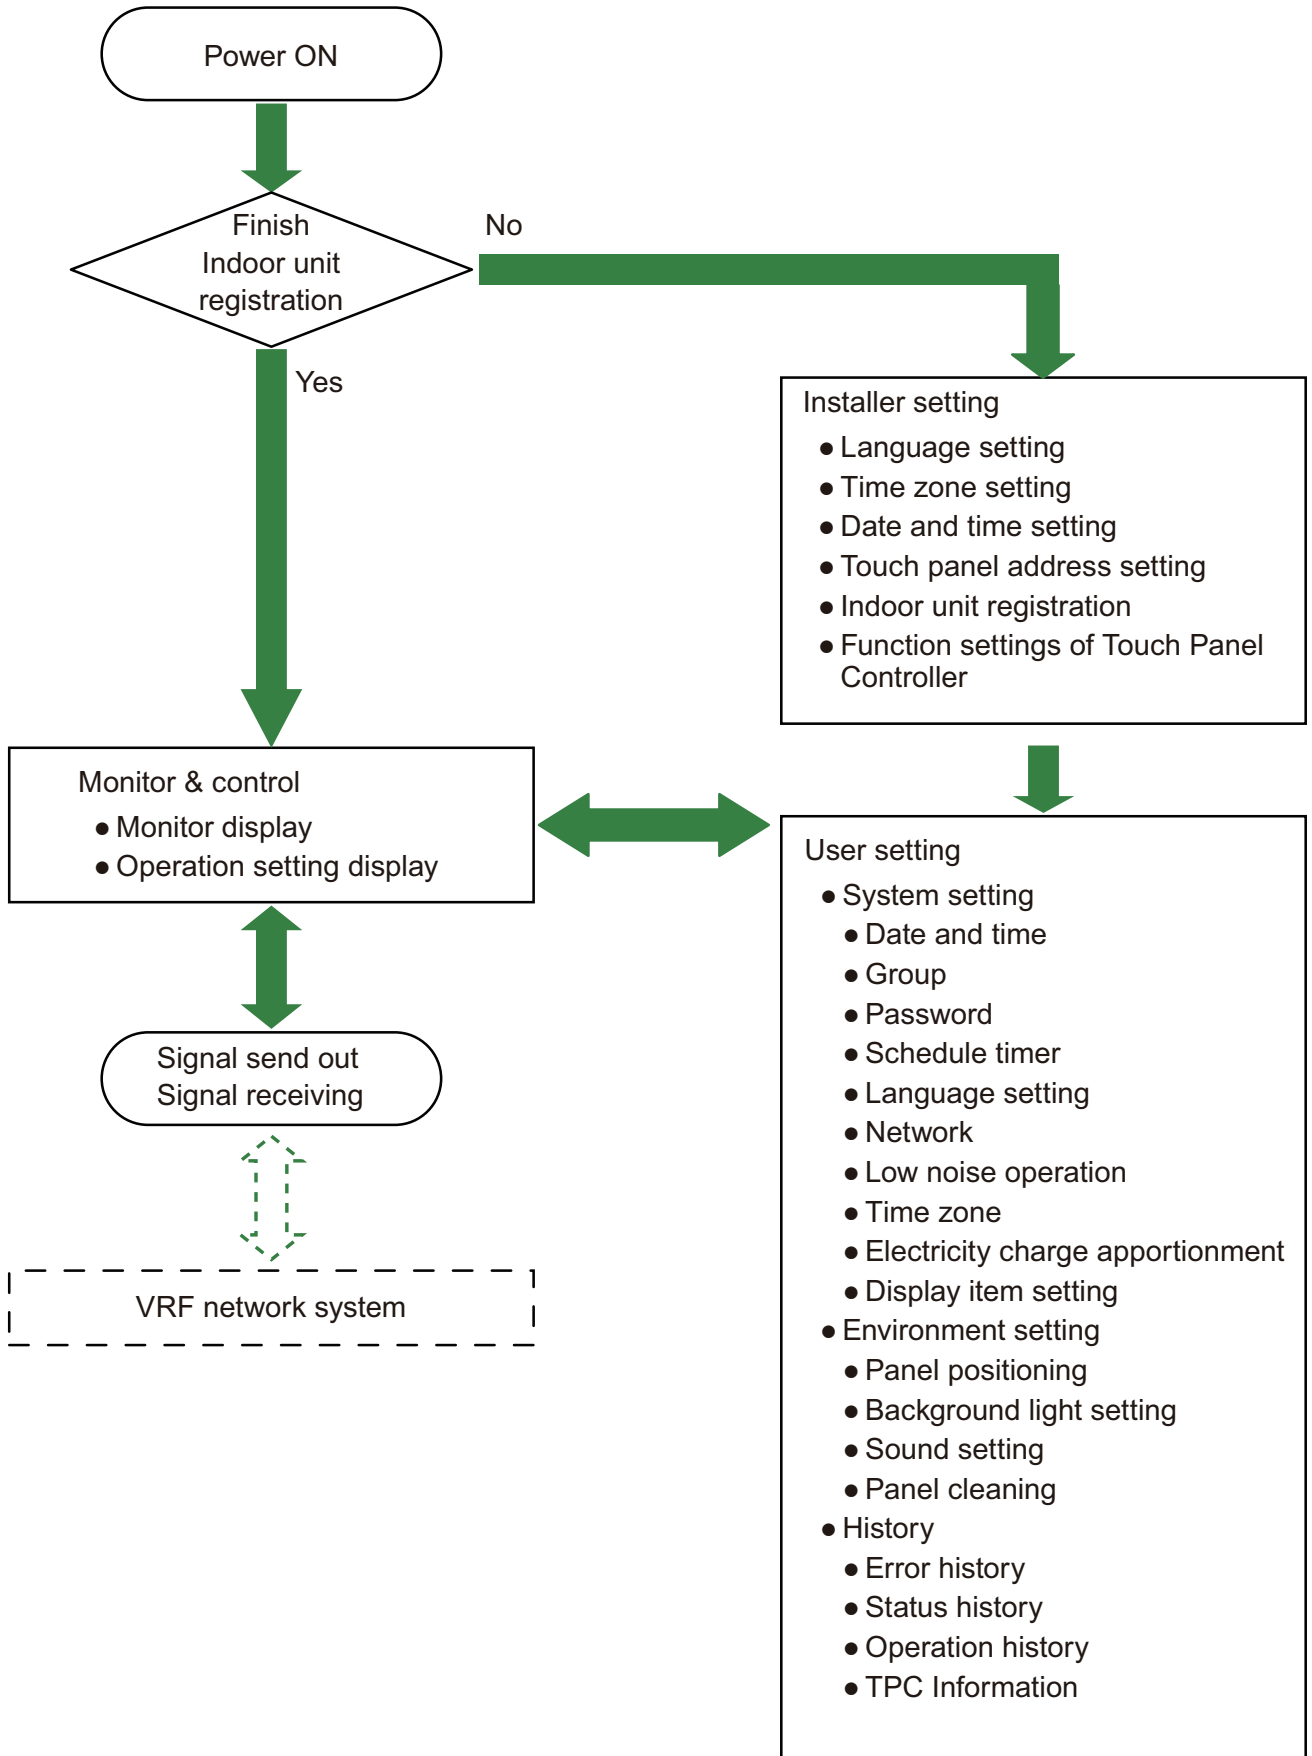 Power ON
Finish
Indoor unit
registration
No
Yes
Installer setting
● Language setting
● Time zone setting
● Date and time setting
● Touch panel address setting
● Indoor unit registration
● Function settings of Touch Panel
Controller
Monitor & control
● Monitor display
● Operation setting display
Signal send out
Signal receiving
VRF network system
User setting
● System setting
● Date and time
● Group
● Password
● Schedule timer
● Language setting
● Network
● Low noise operation
● Time zone
● Electricity charge apportionment
● Display item setting
● Environment setting
● Panel positioning
● Background light setting
● Sound setting
● Panel cleaning
● History
● Error history
● Status history
● Operation history
● TPC Information